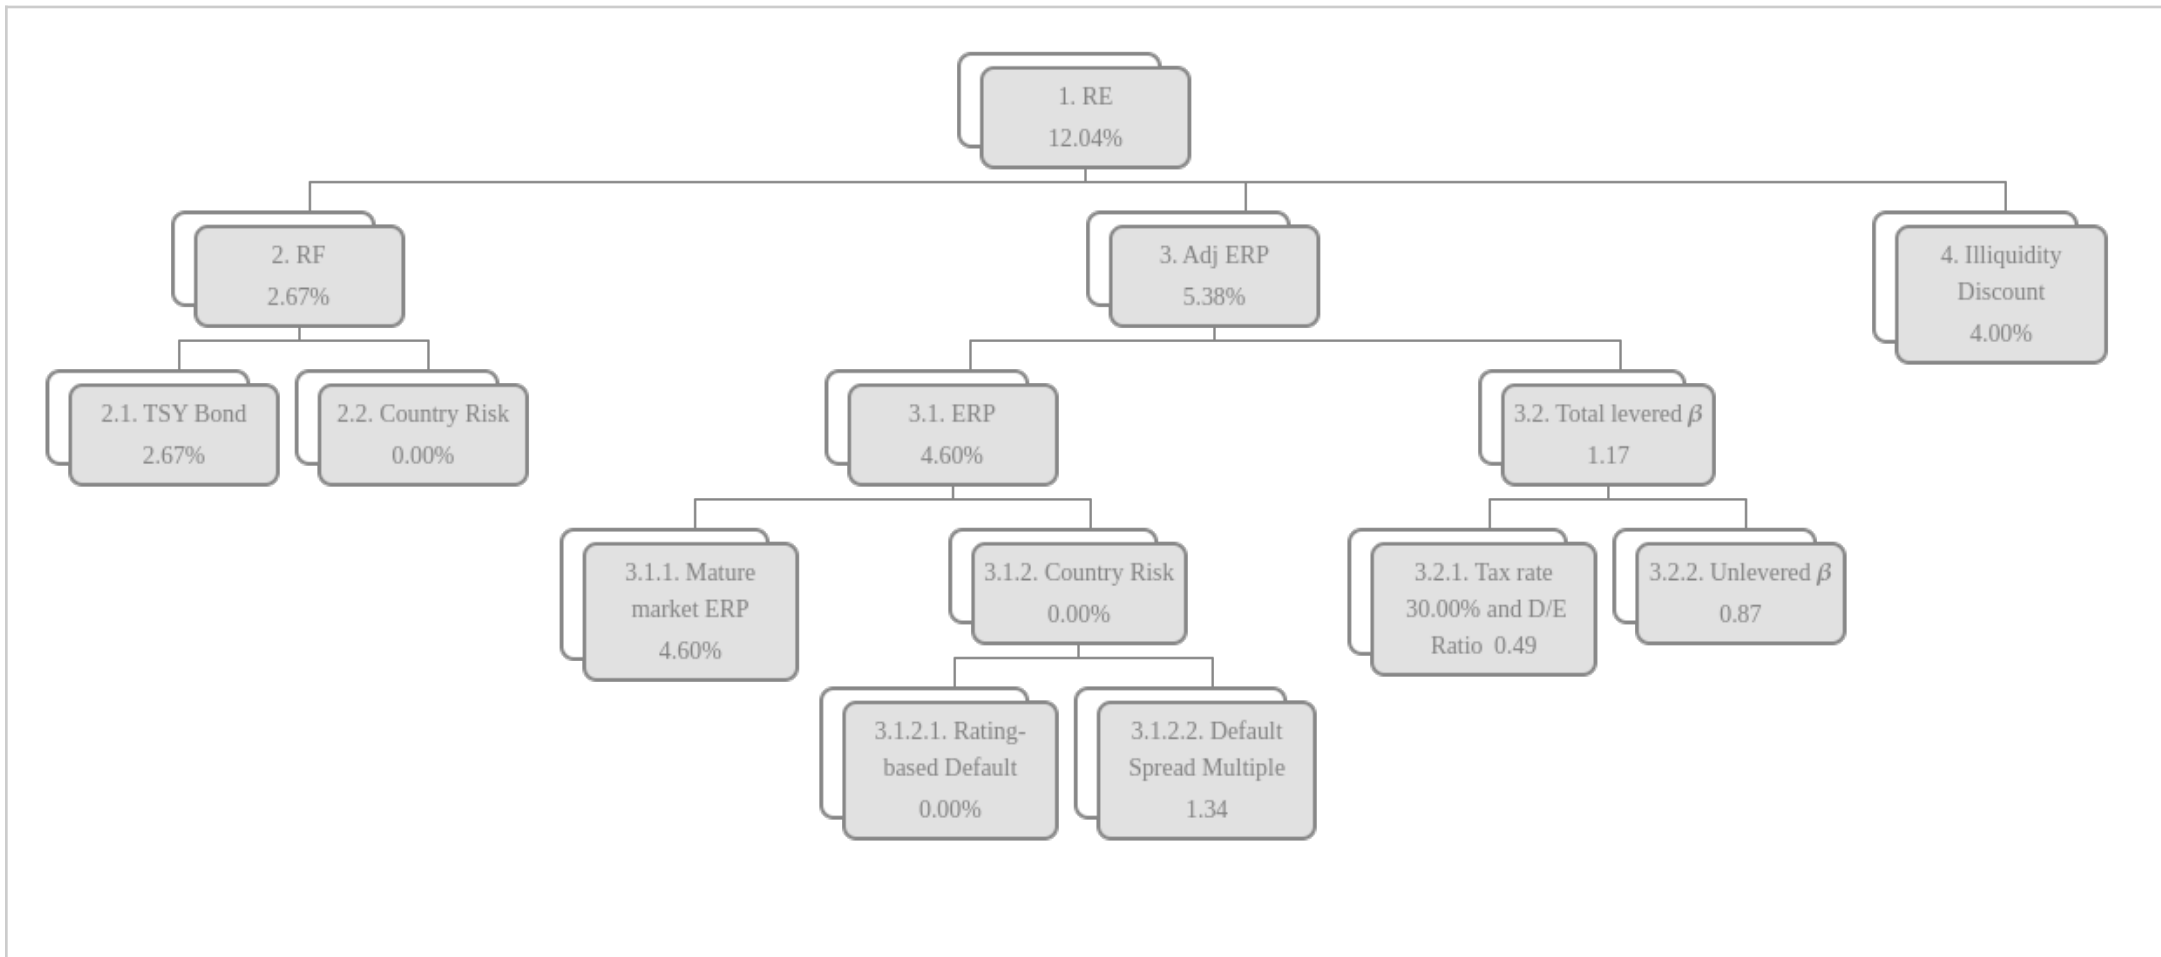 1. RE
12.04%
2. RF
2.67%
3. Adj ERP
5.38%
4. Illiquidity
Discount
4.00%
2.1. TSY Bond
2.67%
2.2. Country Risk
0.00%
3.1. ERP
4.60%
3.2. Total levered β
1.17
3.1.1. Mature
market ERP
4.60%
3.1.2. Country Risk
0.00%
3.2.1. Tax rate
30.00% and D/E
Ratio 0.49
3.2.2. Unlevered β
0.87
3.1.2.1. Rating-
based Default
0.00%
3.1.2.2. Default
Spread Multiple
1.34